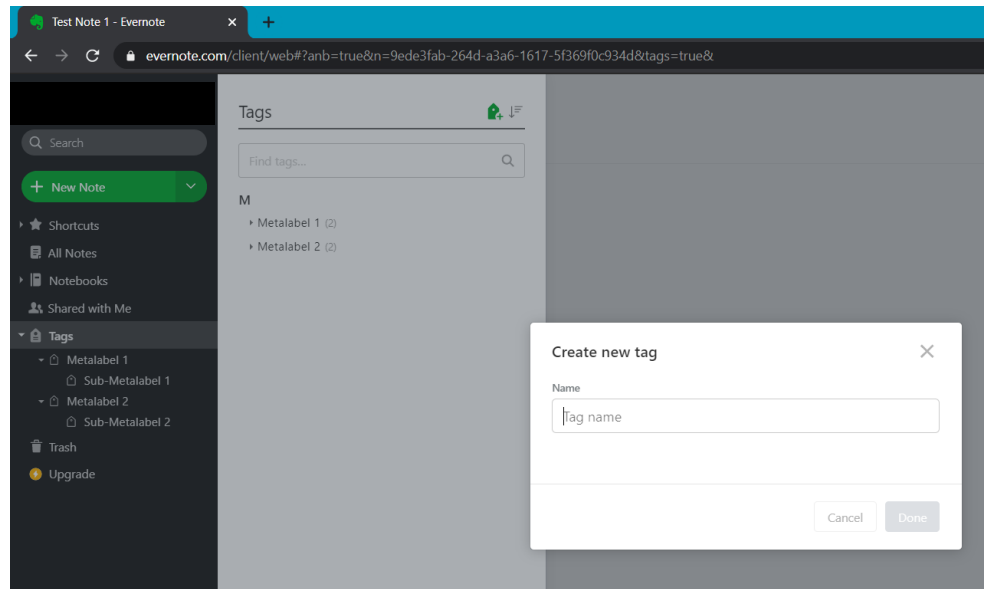 Test Note 1 - Evernote
evernote.com/client/web#?anb=true&n=9ede3fab-264d-a3a6-1617-5f369f0c934d&tags=true&
Search
New Note
Shortcuts
All Notes
Notebooks
Shared with Me
Tags
Metalabel 1
Sub-Metalabel 1
Metalabel 2
Sub-Metalabel 2
Trash
Upgrade
Tags
Find tags...
M
Metalabel 1 (2)
Metalabel 2 (2)
Create new tag
Name
Tag name
Cancel
Done